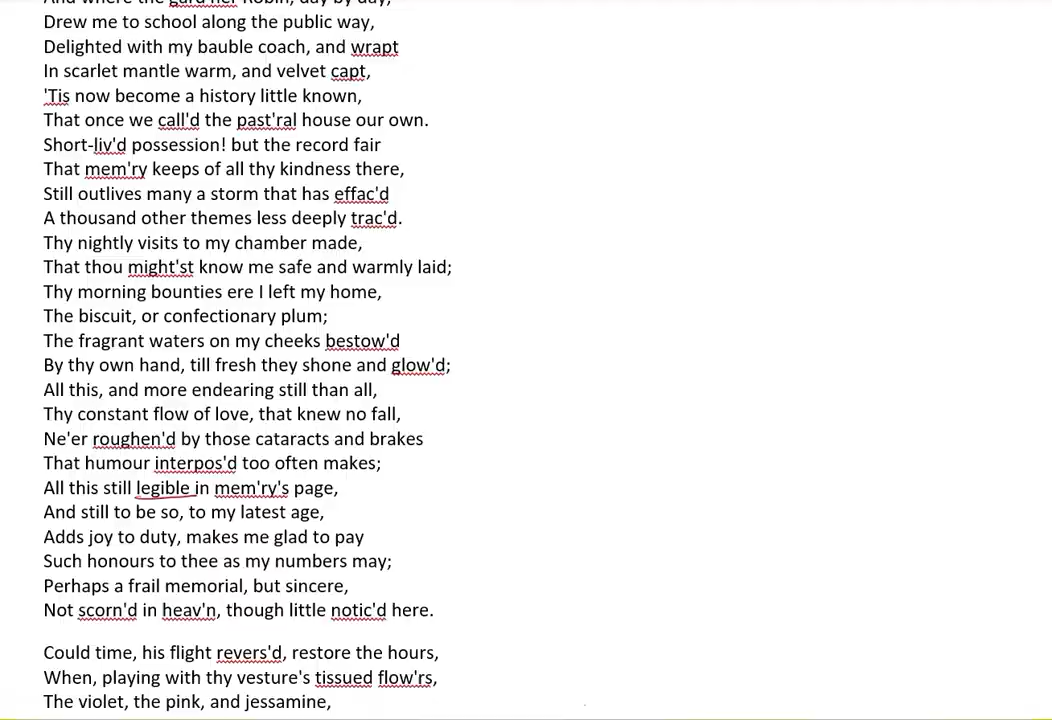 And where the gard'ner Robin, day by day,
Drew me to school along the public way,
Delighted with my bauble coach, and wrapt
In scarlet mantle warm, and velvet capt,
'Tis now become a history little known,
That once we call'd the past'ral house our own.
Short-liv'd possession! but the record fair
That mem'ry keeps of all thy kindness there,
Still outlives many a storm that has effac'd
A thousand other themes less deeply trac'd.
Thy nightly visits to my chamber made,
That thou might'st know me safe and warmly laid;
Thy morning bounties ere I left my home,
The biscuit, or confectionary plum;
The fragrant waters on my cheeks bestow'd
By thy own hand, till fresh they shone and glow'd;
All this, and more endearing still than all,
Thy constant flow of love, that knew no fall,
Ne'er roughen'd by those cataracts and brakes
That humour interpos'd too often makes;
All this still legible in mem'ry's page,
And still to be so, to my latest age,
Adds joy to duty, makes me glad to pay
Such honours to thee as my numbers may;
Perhaps a frail memorial, but sincere,
Not scorn'd in heav'n, though little notic'd here.
Could time, his flight revers'd, restore the hours,
When, playing with thy vesture's tissued flow'rs,
The violet, the pink, and jessamine,